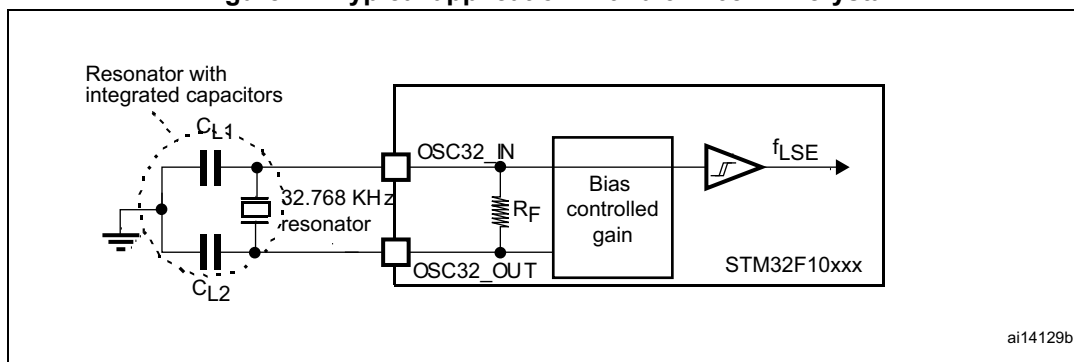 Resonator with
integrated capacitors
CL1
OSC32_IN
fLSE
32.768 KHz
resonator
RF
Bias
controlled
gain
OSC32_OUT
STM32F10xxx
CL2
ai14129b